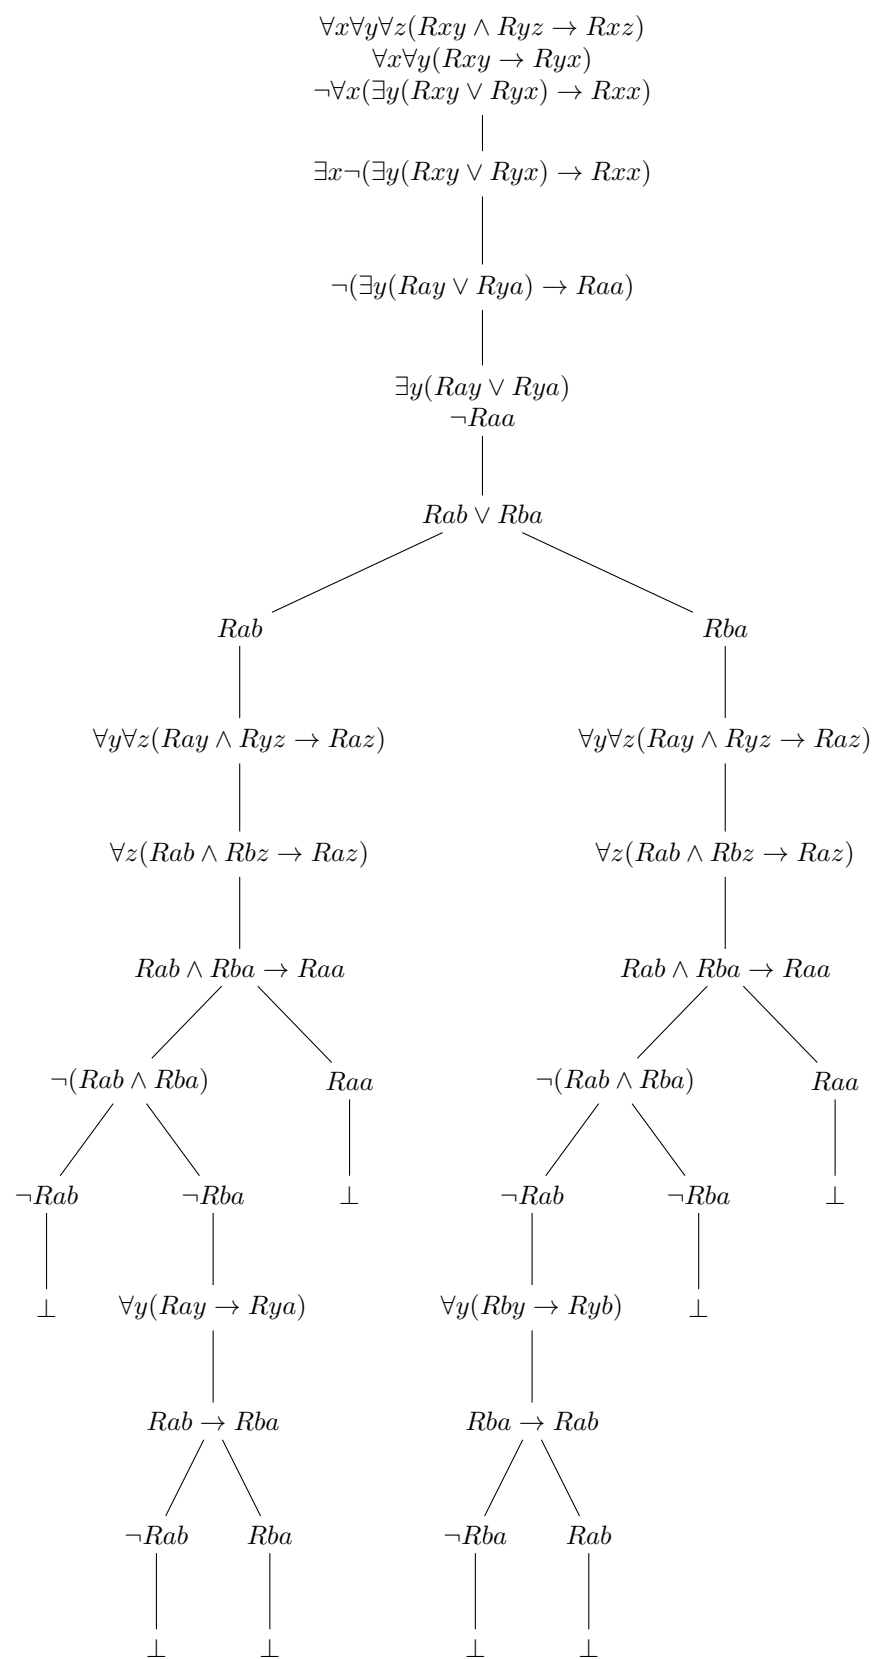 ∀x∀y∀z(Rxy ∧ Ryz → Rxz)
∀x∀y(Rxy → Ryx)
¬∀x(∃y(Rxy ∨ Ryx) → Rxx)
∃x¬(∃y(Rxy ∨ Ryx) → Rxx)
¬(∃y(Ray ∨ Rya) → Raa)
∃y(Ray ∨ Rya)
¬Raa
Rab ∨ Rba
Rab Rba
∀y∀z(Ray ∧ Ryz → Raz) ∀y∀z(Ray ∧ Ryz → Raz)
∀z(Rab ∧ Rbz → Raz) ∀z(Rab ∧ Rbz → Raz)
Rab ∧ Rba → Raa Rab ∧ Rba → Raa
¬(Rab ∧ Rba) Raa ¬(Rab ∧ Rba) Raa
¬Rab ¬Rba ⊥ ¬Rab ¬Rba ⊥
⊥ ∀y(Ray → Rya) ∀y(Rby → Ryb) ⊥
Rab → Rba Rba → Rab
¬Rab Rba ¬Rba Rab
⊥ ⊥ ⊥ ⊥